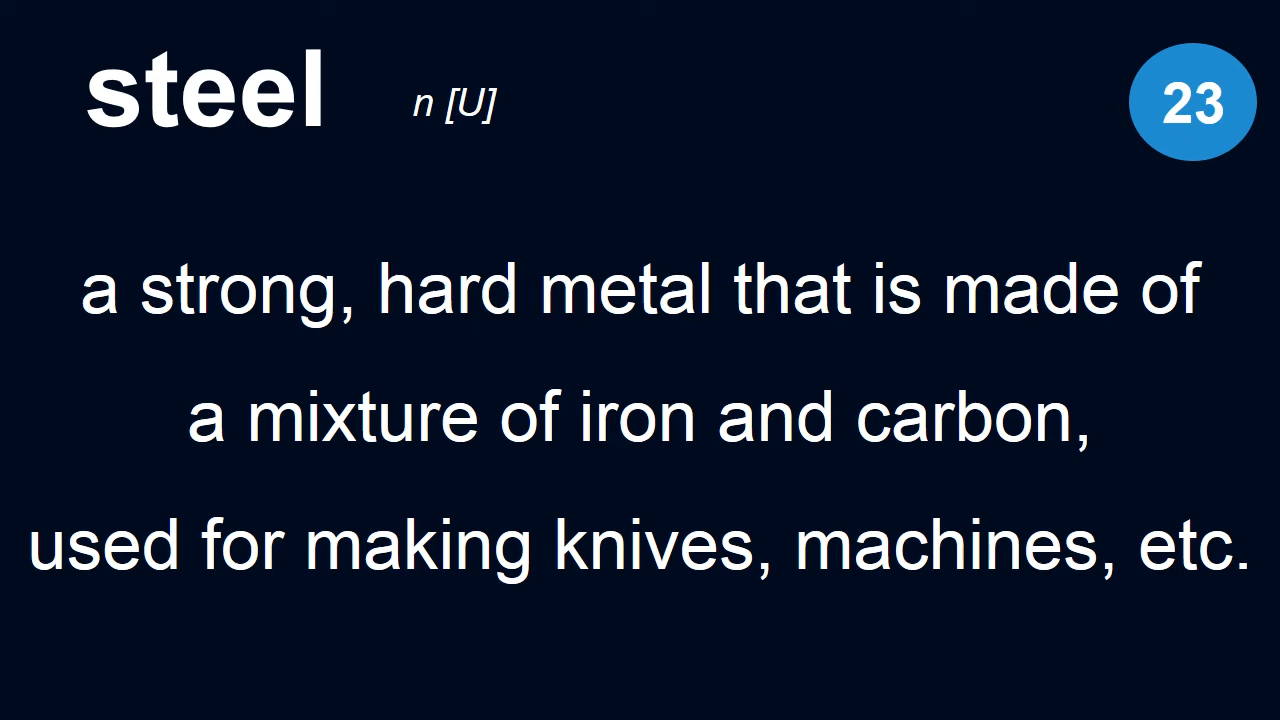 steel n [U] 23
a strong, hard metal that is made of
a mixture of iron and carbon,
used for making knives, machines, etc.